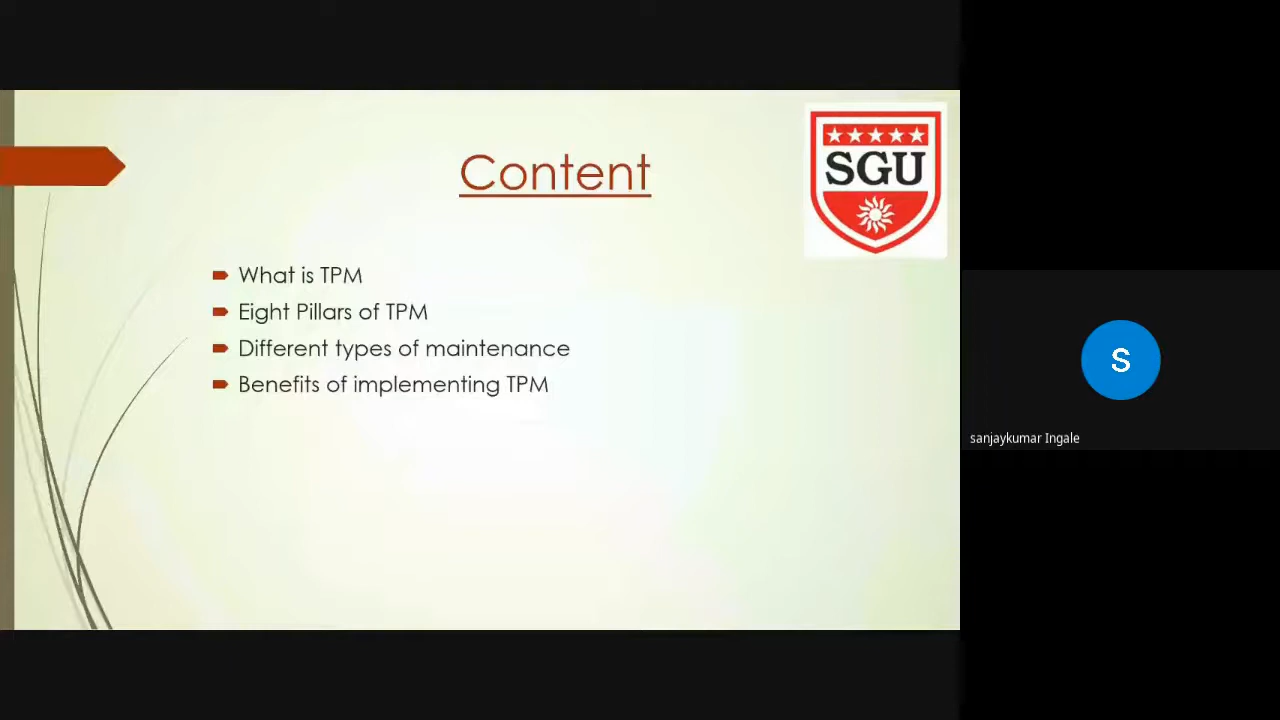 Content
SGU
What is TPM
Eight Pillars of TPM
Different types of maintenance
Benefits of implementing TPM
S
sanjaykumar Ingale